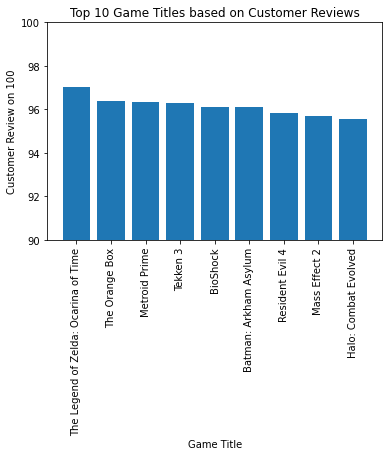 Top 10 Game Titles based on Customer Reviews
Customer Review on 100
100
98
96
94
92
90
The Legend of Zelda: Ocarina of Time
The Orange Box
Metroid Prime
Tekken 3
BioShock
Batman: Arkham Asylum
Resident Evil 4
Mass Effect 2
Halo: Combat Evolved
Game Title